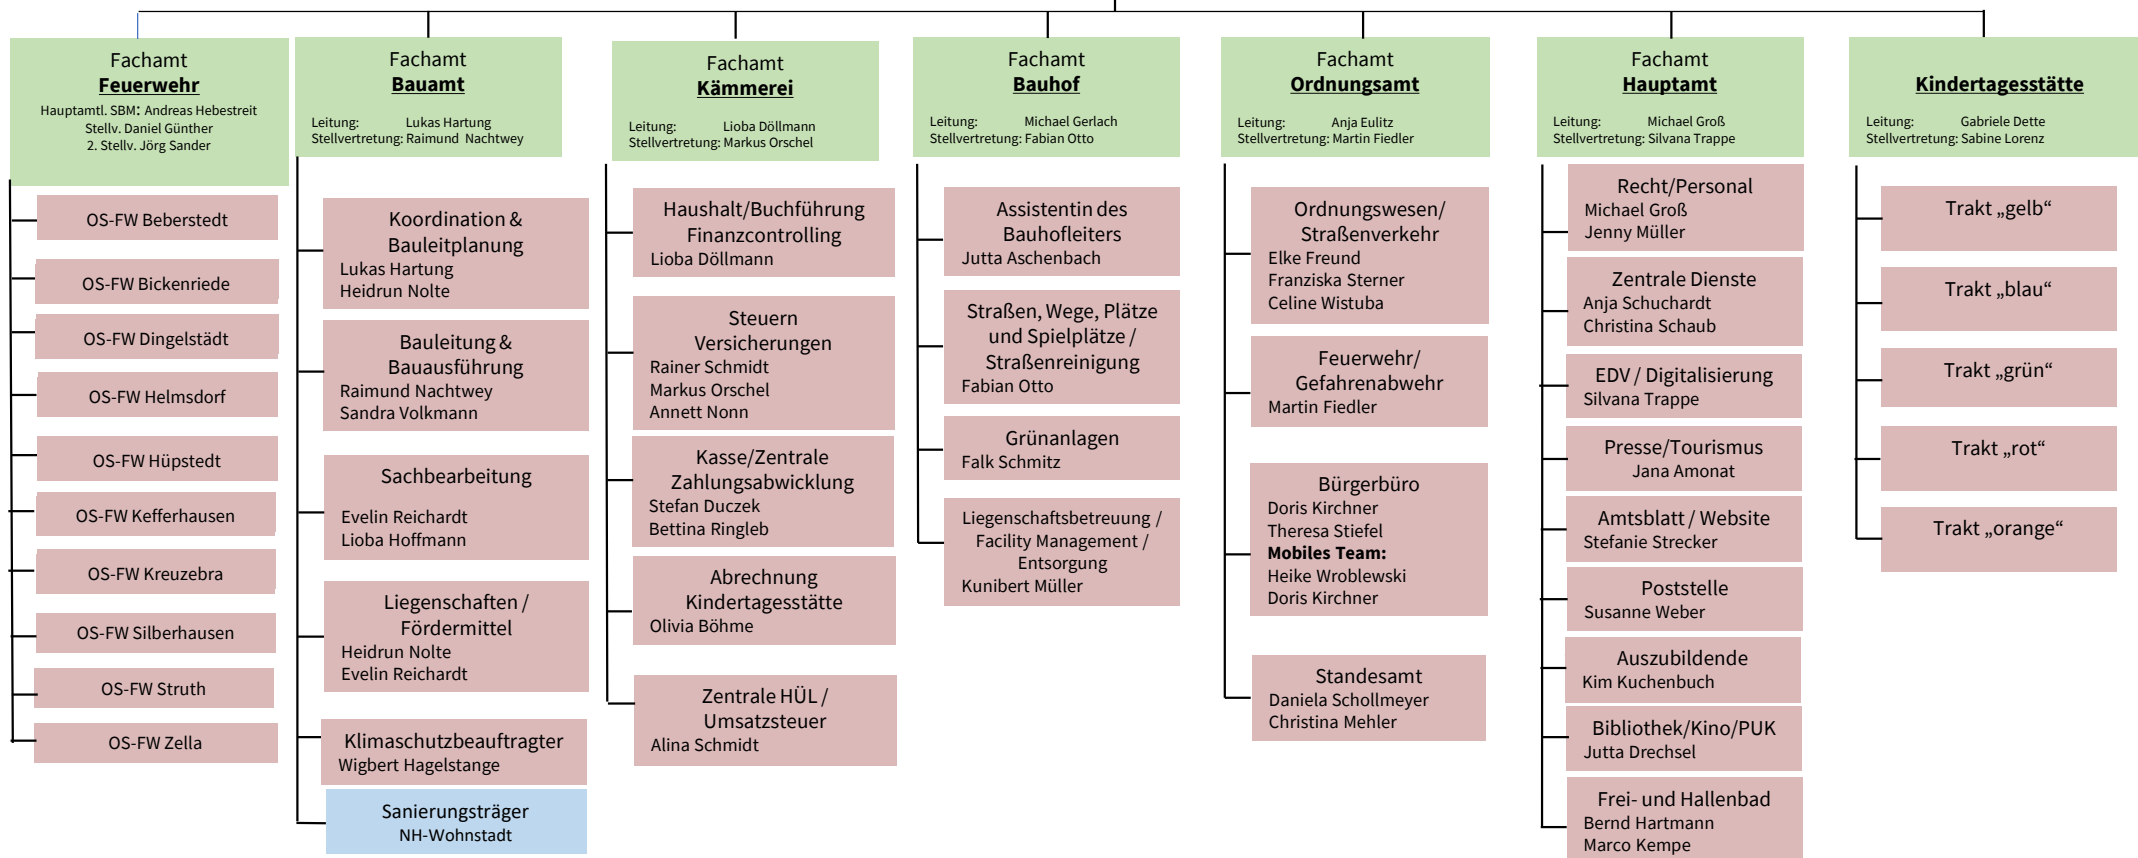 Fachamt
Feuerwehr
Hauptamtl. SBM: Andreas Hebestreit
Stellv. Daniel Günther
2. Stellv. Jörg Sander
OS-FW Beberstedt
OS-FW Bickenriede
OS-FW Dingelstädt
OS-FW Helmsdorf
OS-FW Hüpstedt
OS-FW Kefferhausen
OS-FW Kreuzebra
OS-FW Silberhausen
OS-FW Struth
OS-FW Zella
Fachamt
Bauamt
Leitung: Lukas Hartung
Stellvertretung: Raimund Nachtwey
Koordination &
Bauleitplanung
Lukas Hartung
Heidrun Nolte
Bauleitung &
Bauausführung
Raimund Nachtwey
Sandra Volkmann
Sachbearbeitung
Evelin Reichardt
Lioba Hoffmann
Liegenschaften /
Fördermittel
Heidrun Nolte
Evelin Reichardt
Klimaschutzbeauftragter
Wigbert Hagelstange
Sanierungsträger
NH-Wohnstadt
Fachamt
Kämmerei
Leitung: Lioba Döllmann
Stellvertretung: Markus Orschel
Haushalt/Buchführung
Finanzcontrolling
Lioba Döllmann
Steuern
Versicherungen
Rainer Schmidt
Markus Orschel
Annett Nonn
Kasse/Zentrale
Zahlungsabwicklung
Stefan Duczek
Bettina Ringleb
Abrechnung
Kindertagesstätte
Olivia Böhme
Zentrale HÜL /
Umsatzsteuer
Alina Schmidt
Fachamt
Bauhof
Leitung: Michael Gerlach
Stellvertretung: Fabian Otto
Assistentin des
Bauhofleiters
Jutta Aschenbach
Straßen, Wege, Plätze
und Spielplätze /
Straßenreinigung
Fabian Otto
Grünanlagen
Falk Schmitz
Liegenschaftsbetreuung /
Facility Management /
Entsorgung
Kunibert Müller
Fachamt
Ordnungsamt
Leitung: Anja Eulitz
Stellvertretung: Martin Fiedler
Ordnungswesen/
Straßenverkehr
Elke Freund
Franziska Sterner
Celine Wistuba
Feuerwehr/
Gefahrenabwehr
Martin Fiedler
Bürgerbüro
Doris Kirchner
Theresa Stiefel
Mobiles Team:
Heike Wroblewski
Doris Kirchner
Standesamt
Daniela Schollmeyer
Christina Mehler
Fachamt
Hauptamt
Leitung: Michael Groß
Stellvertretung: Silvana Trappe
Recht/Personal
Michael Groß
Jenny Müller
Zentrale Dienste
Anja Schuchardt
Christina Schaub
EDV / Digitalisierung
Silvana Trappe
Presse/Tourismus
Jana Amonat
Amtsblatt / Website
Stefanie Strecker
Poststelle
Susanne Weber
Auszubildende
Kim Kuchenbuch
Bibliothek/Kino/PUK
Jutta Drechsel
Frei- und Hallenbad
Bernd Hartmann
Marco Kempe
Kindertagesstätte
Leitung: Gabriele Dette
Stellvertretung: Sabine Lorenz
Trakt „gelb“
Trakt „blau“
Trakt „grün“
Trakt „rot“
Trakt „orange“